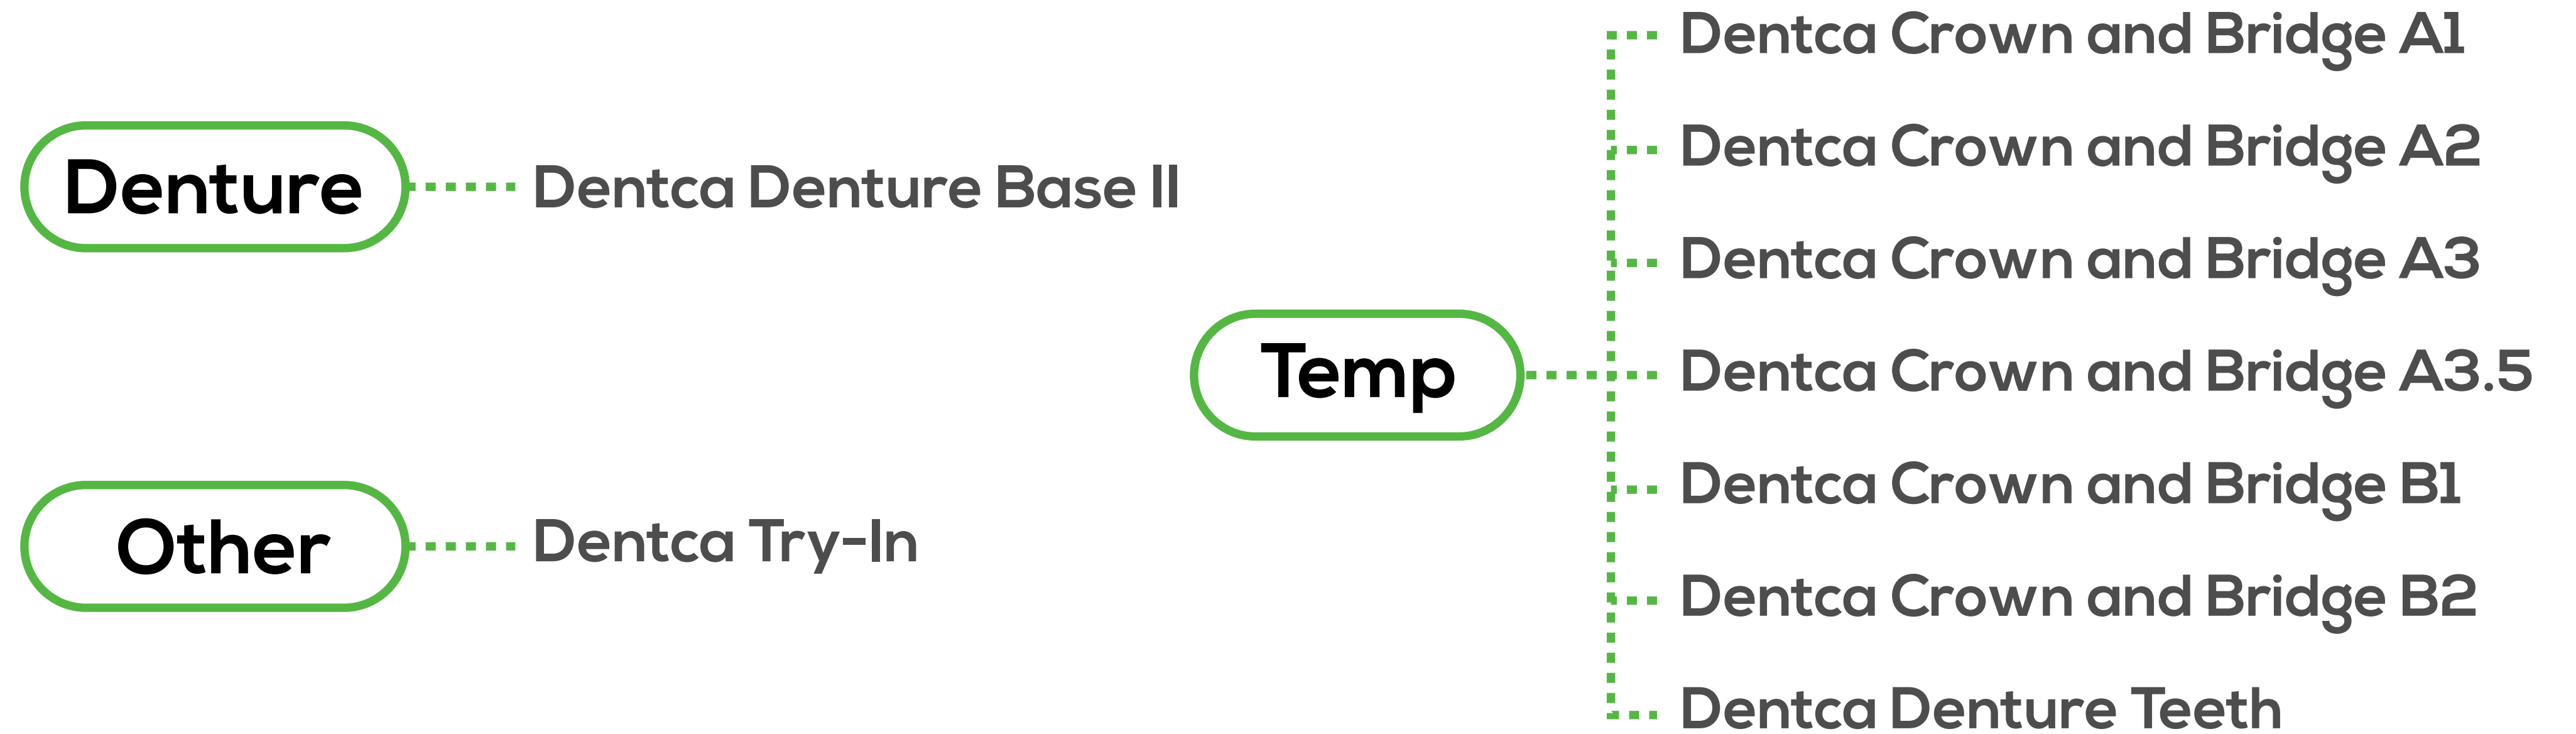 Denture
Dentca Denture Base II
Other
Dentca Try-In
Temp
Dentca Crown and Bridge A1
Dentca Crown and Bridge A2
Dentca Crown and Bridge A3
Dentca Crown and Bridge A3.5
Dentca Crown and Bridge B1
Dentca Crown and Bridge B2
Dentca Denture Teeth